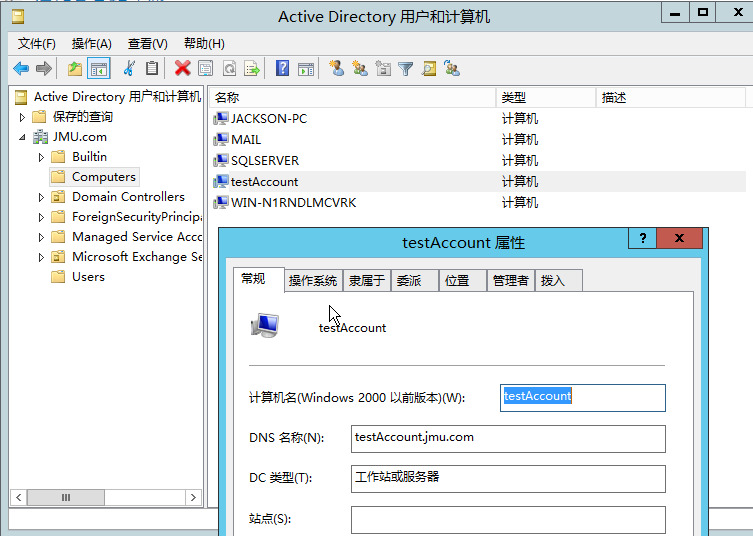 Active Directory 用户和计算机
文件(F) 操作(A) 查看(V) 帮助(H)
Active Directory 用户和计算机
保存的查询
JMU.com
Builtin
Computers
Domain Controllers
ForeignSecurityPrincipa
Managed Service Acc
Microsoft Exchange Se
Users
名称 类型 描述
JACKSON-PC 计算机
MAIL 计算机
SQLSERVER 计算机
testAccount 计算机
WIN-N1RNDLMCVRK 计算机
testAccount 属性
常规 操作系统 隶属于 委派 位置 管理者 拨入
testAccount
计算机名(Windows 2000 以前版本)(W): testAccount
DNS 名称(N): testAccount.jmu.com
DC 类型(T): 工作站或服务器
站点(S):